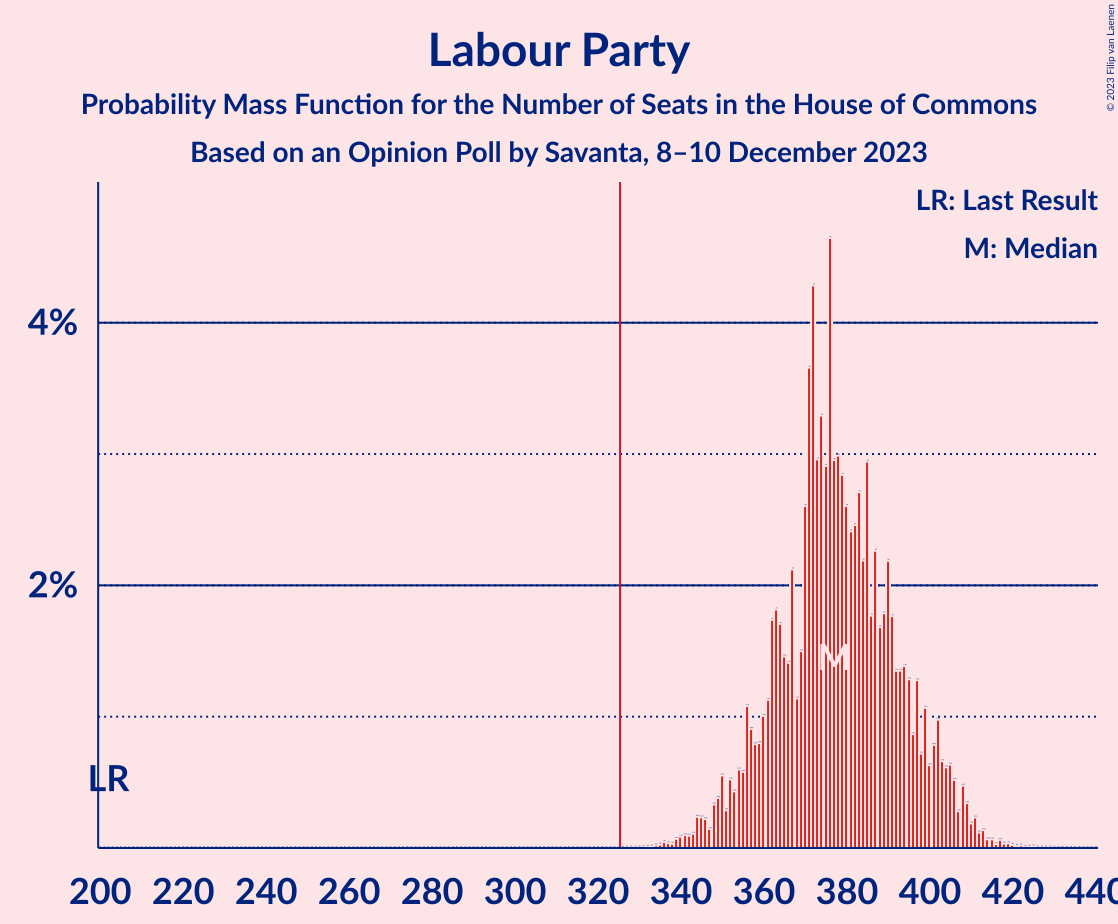 © 2023 Filip van Laenen
Labour Party
Probability Mass Function for the Number of Seats in the House of Commons
Based on an Opinion Poll by Savanta, 8–10 December 2023
LR: Last Result
M: Median
4%
2%
M
LR
200 220 240 260 280 300 320 340 360 380 400 420 440